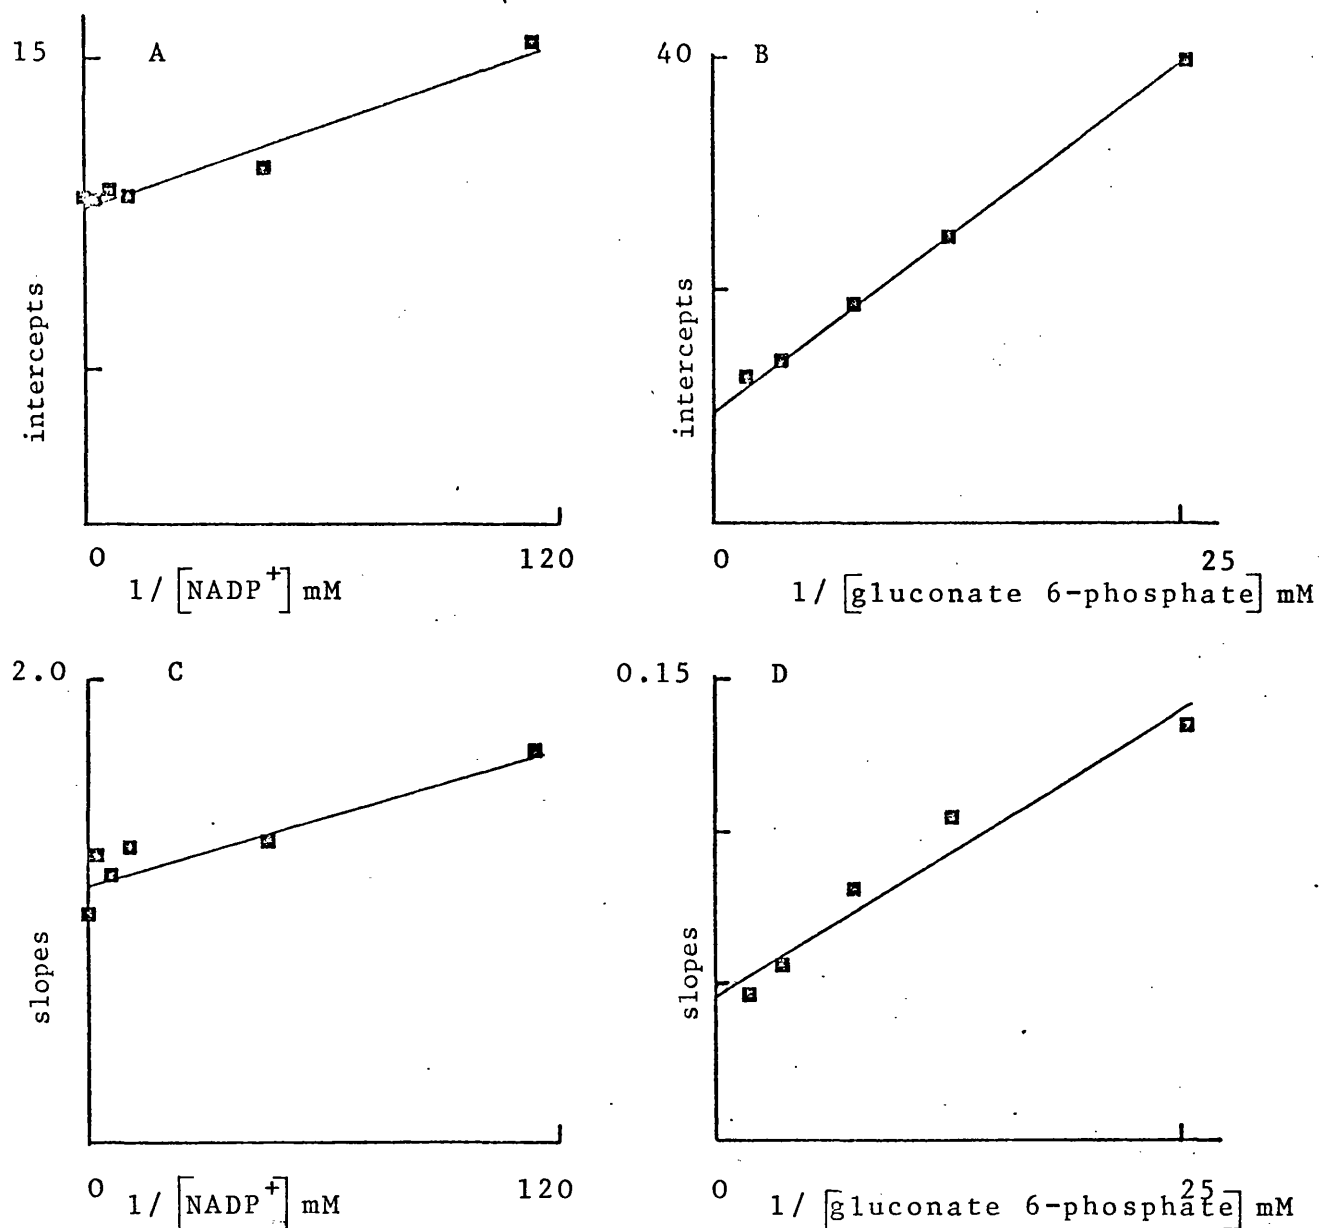 15 A
intercepts
0 120
1/[NADP+] mM
40 B
intercepts
0 25
1/[gluconate 6-phosphate] mM
2.0 C
slopes
0 120
1/[NADP+] mM
0.15 D
slopes
0 25
1/[gluconate 6-phosphate] mM